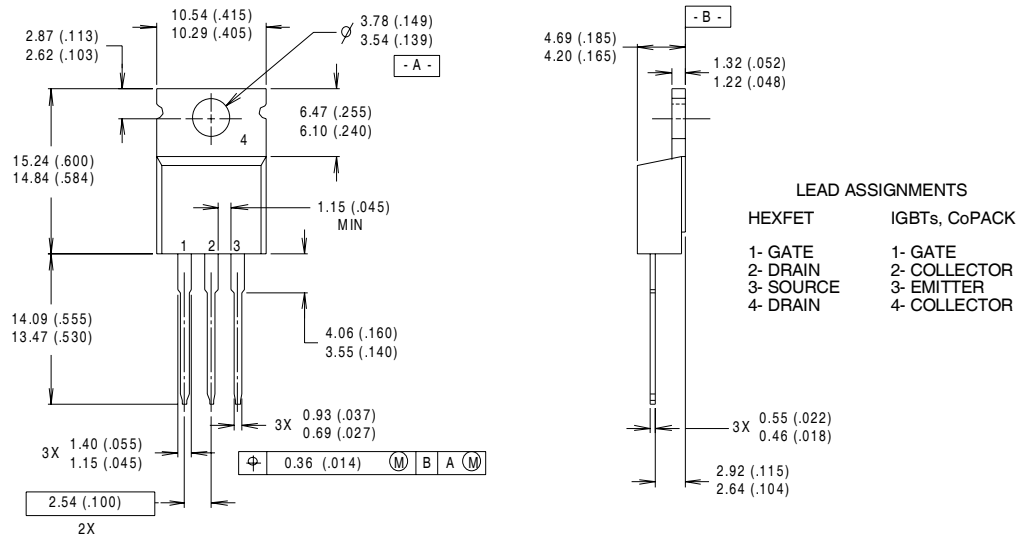 10.54 (.415)
10.29 (.405)
3.78 (.149)
3.54 (.139)
- A -
2.87 (.113)
2.62 (.103)
6.47 (.255)
6.10 (.240)
4
15.24 (.600)
14.84 (.584)
1.15 (.045)
MIN
1 2 3
14.09 (.555)
13.47 (.530)
4.06 (.160)
3.55 (.140)
3X 0.93 (.037)
0.69 (.027)
3X 1.40 (.055)
1.15 (.045)
0.36 (.014) M B A M
2.54 (.100)
2X
- B -
4.69 (.185)
4.20 (.165)
1.32 (.052)
1.22 (.048)
3X 0.55 (.022)
0.46 (.018)
2.92 (.115)
2.64 (.104)
LEAD ASSIGNMENTS
HEXFET
1- GATE
2- DRAIN
3- SOURCE
4- DRAIN
IGBTs, CoPACK
1- GATE
2- COLLECTOR
3- EMITTER
4- COLLECTOR